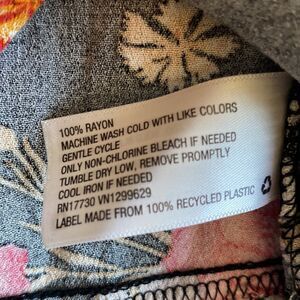 100% RAYON
MACHINE WASH COLD WITH LIKE COLORS
GENTLE CYCLE
ONLY NON-CHLORINE BLEACH IF NEEDED
TUMBLE DRY LOW, REMOVE PROMPTLY
COOL IRON IF NEEDED
RN17730 VN1299629
LABEL MADE FROM 100% RECYCLED PLASTIC